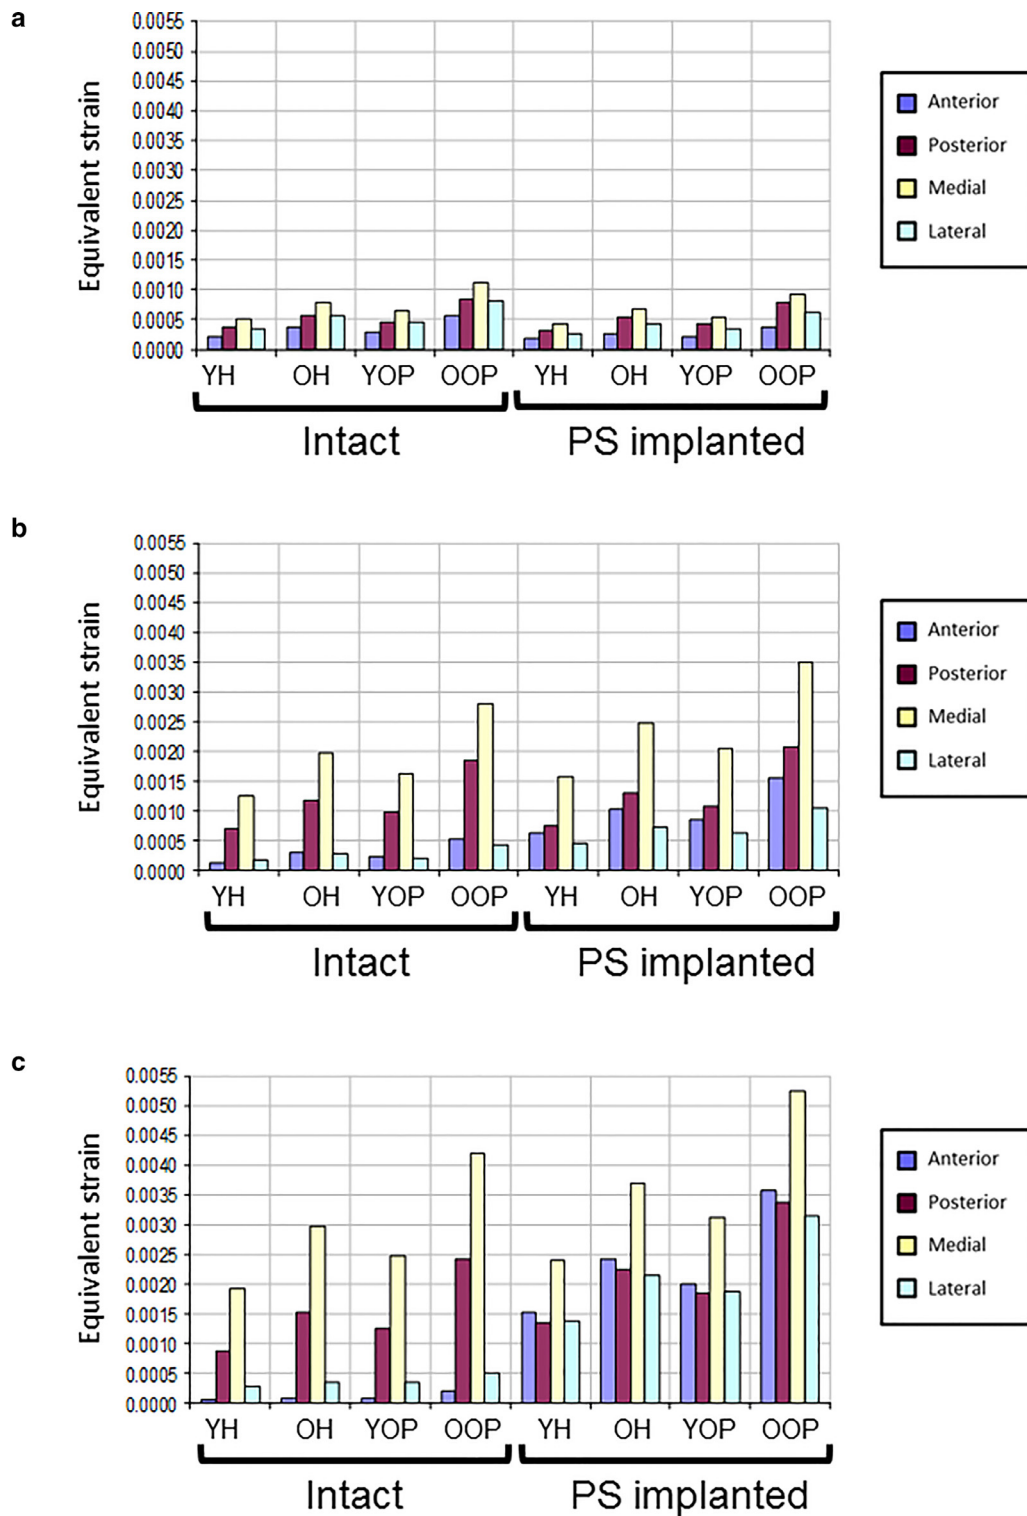 a
0.0055
0.0050
0.0045
0.0040
0.0035
0.0030
0.0025
0.0020
0.0015
0.0010
0.0005
0.0000
Equivalent strain
YH OH YOP OOP YH OH YOP OOP
Intact PS implanted
Anterior
Posterior
Medial
Lateral
b
0.0055
0.0050
0.0045
0.0040
0.0035
0.0030
0.0025
0.0020
0.0015
0.0010
0.0005
0.0000
Equivalent strain
YH OH YOP OOP YH OH YOP OOP
Intact PS implanted
Anterior
Posterior
Medial
Lateral
c
0.0055
0.0050
0.0045
0.0040
0.0035
0.0030
0.0025
0.0020
0.0015
0.0010
0.0005
0.0000
Equivalent strain
YH OH YOP OOP YH OH YOP OOP
Intact PS implanted
Anterior
Posterior
Medial
Lateral